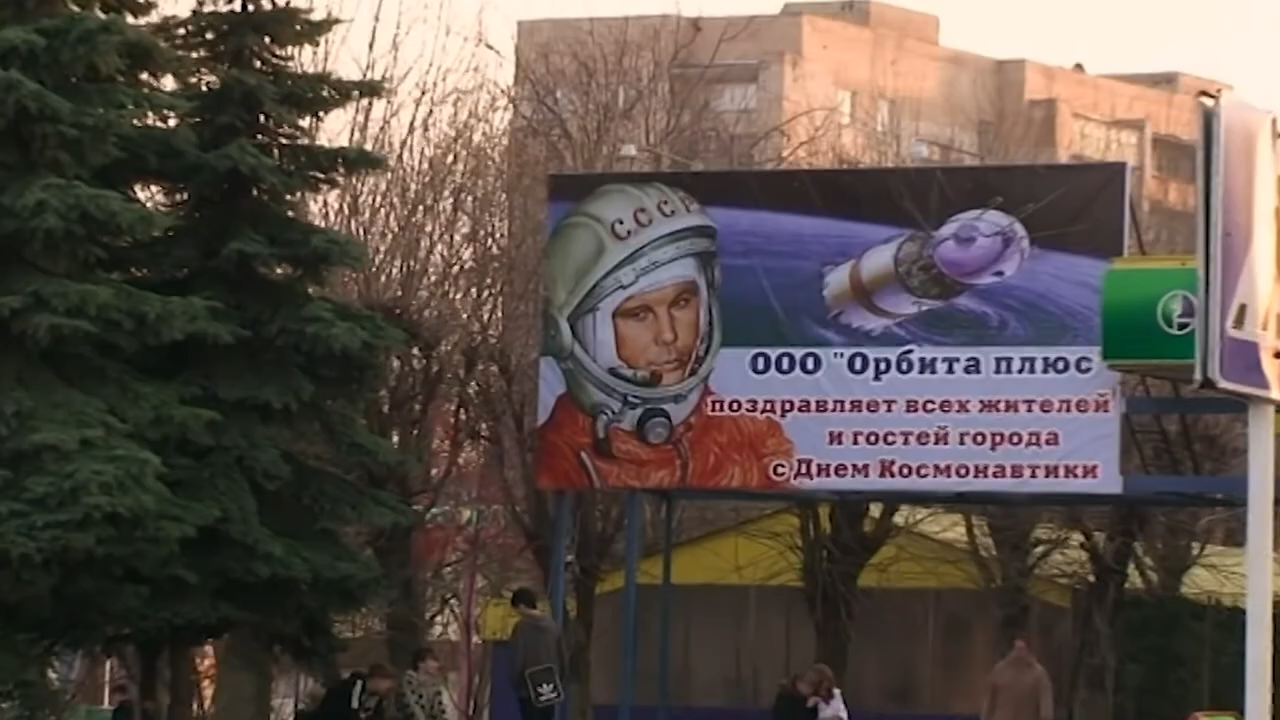 СССР
ООО "Орбита плюс
поздравляет всех жителей
и гостей города
с Днем Космонавтики